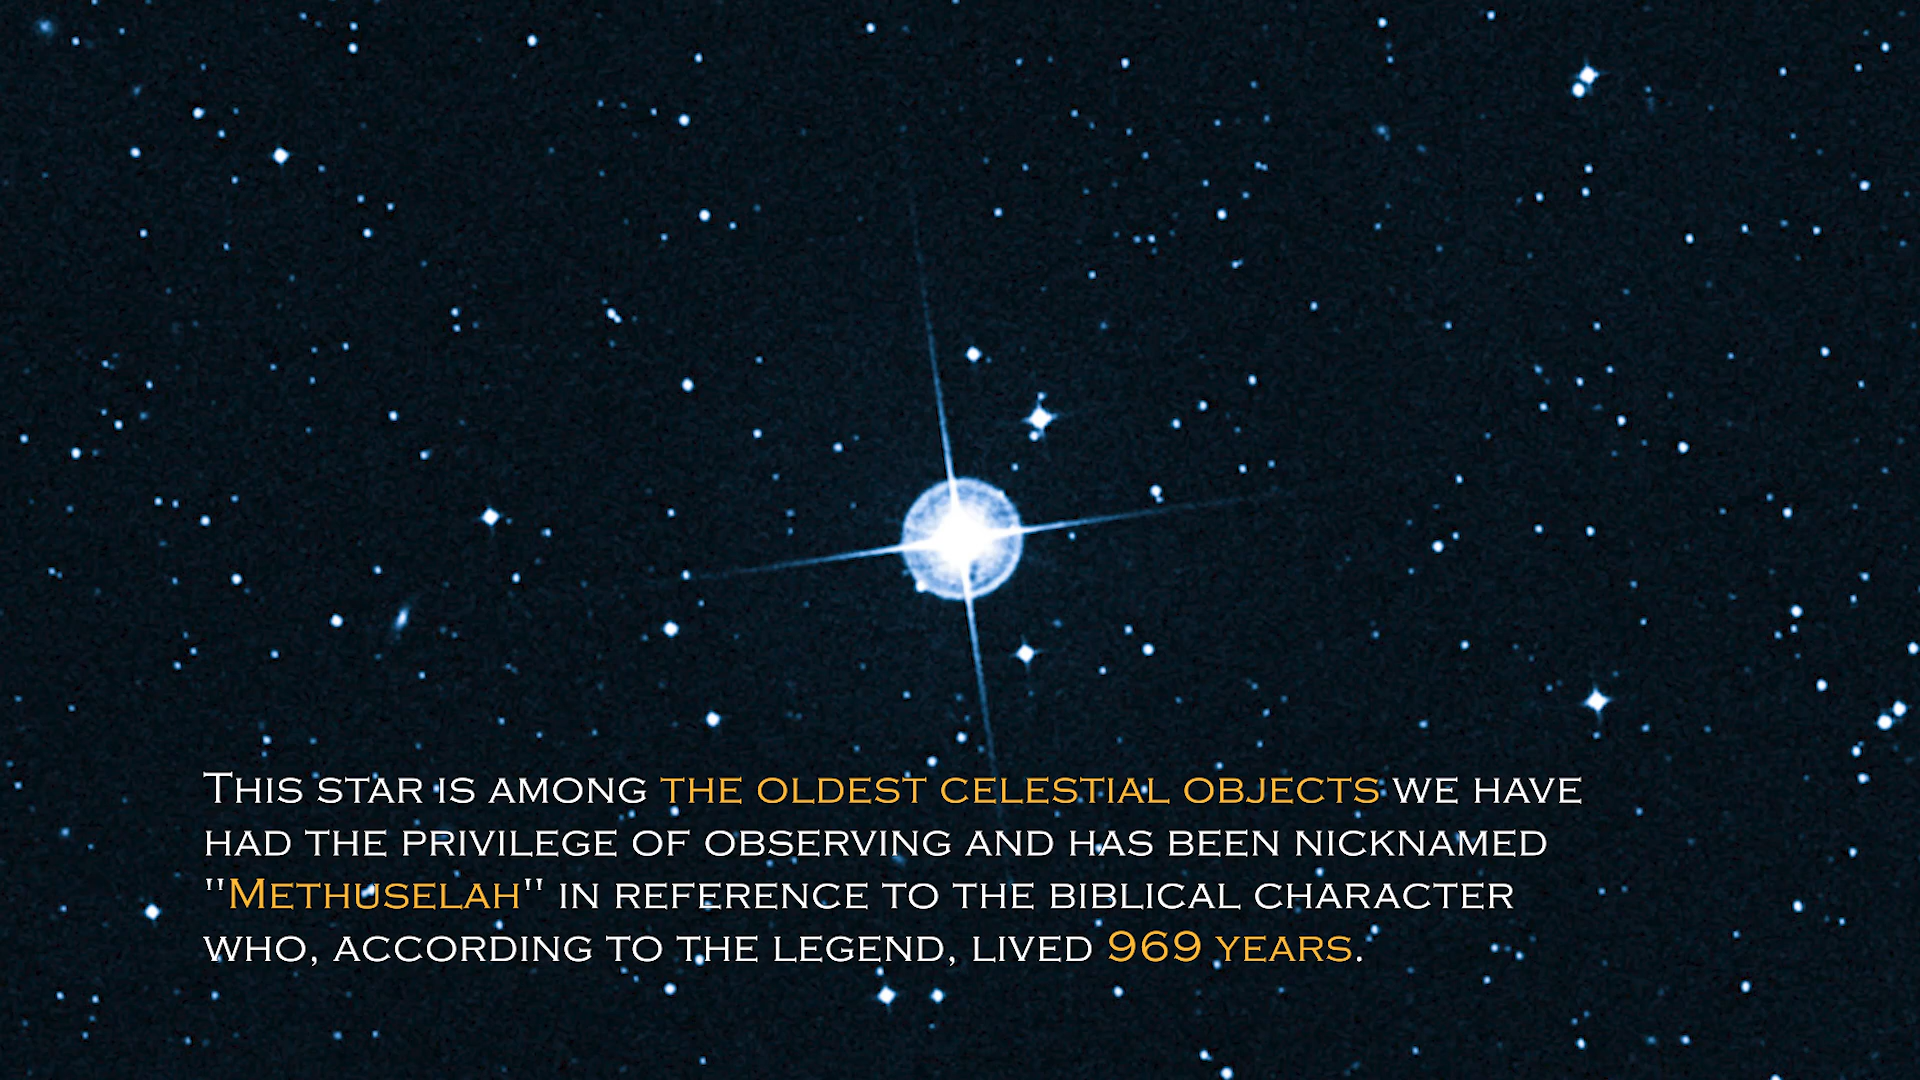 This star is among the oldest celestial objects we have
had the privilege of observing and has been nicknamed
"Methuselah" in reference to the biblical character
who, according to the legend, lived 969 years.